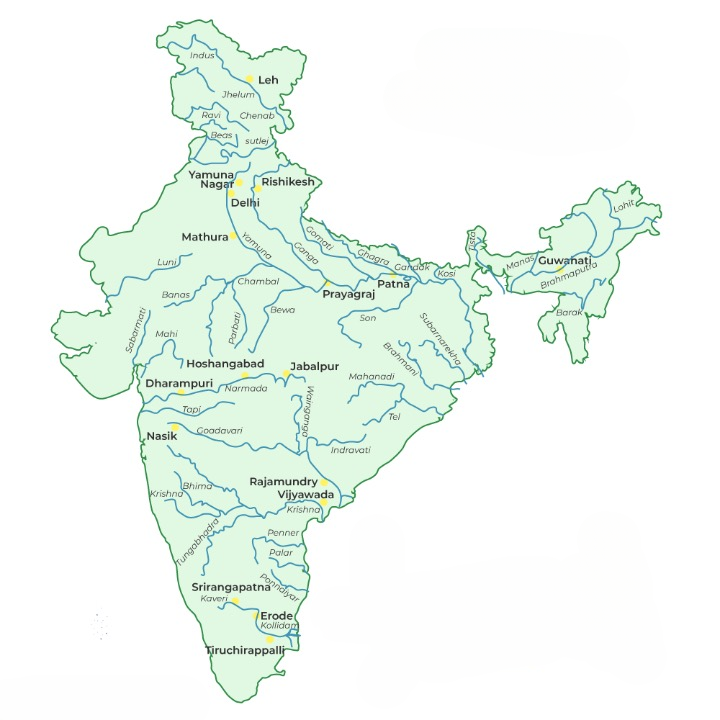 Indus
Leh
Jhelum
Ravi
Chenab
Beas
sutlej
Yamuna
Nagar
Rishikesh
Delhi
Mathura
Yamuna
Ganga
Gomati
Ghagra
Gandak
Kosi
Patna
Prayagraj
Tista
Manas
Guwahati
Brahmaputra
Lohit
Barak
Luni
Banas
Chambal
Sabarmati
Mahi
Parbati
Bewa
Son
Subarnarekha
Brahmani
Hoshangabad
Jabalpur
Dharampuri
Narmada
Mahanadi
Tapi
Wainganga
Tel
Nasik
Goadavari
Indravati
Rajamundry
Bhima
Krishna
Vijyawada
Krishna
Tungabhadra
Penner
Palar
Ponndiyar
Srirangapatna
Kaveri
Erode
Kollidam
Tiruchirappalli